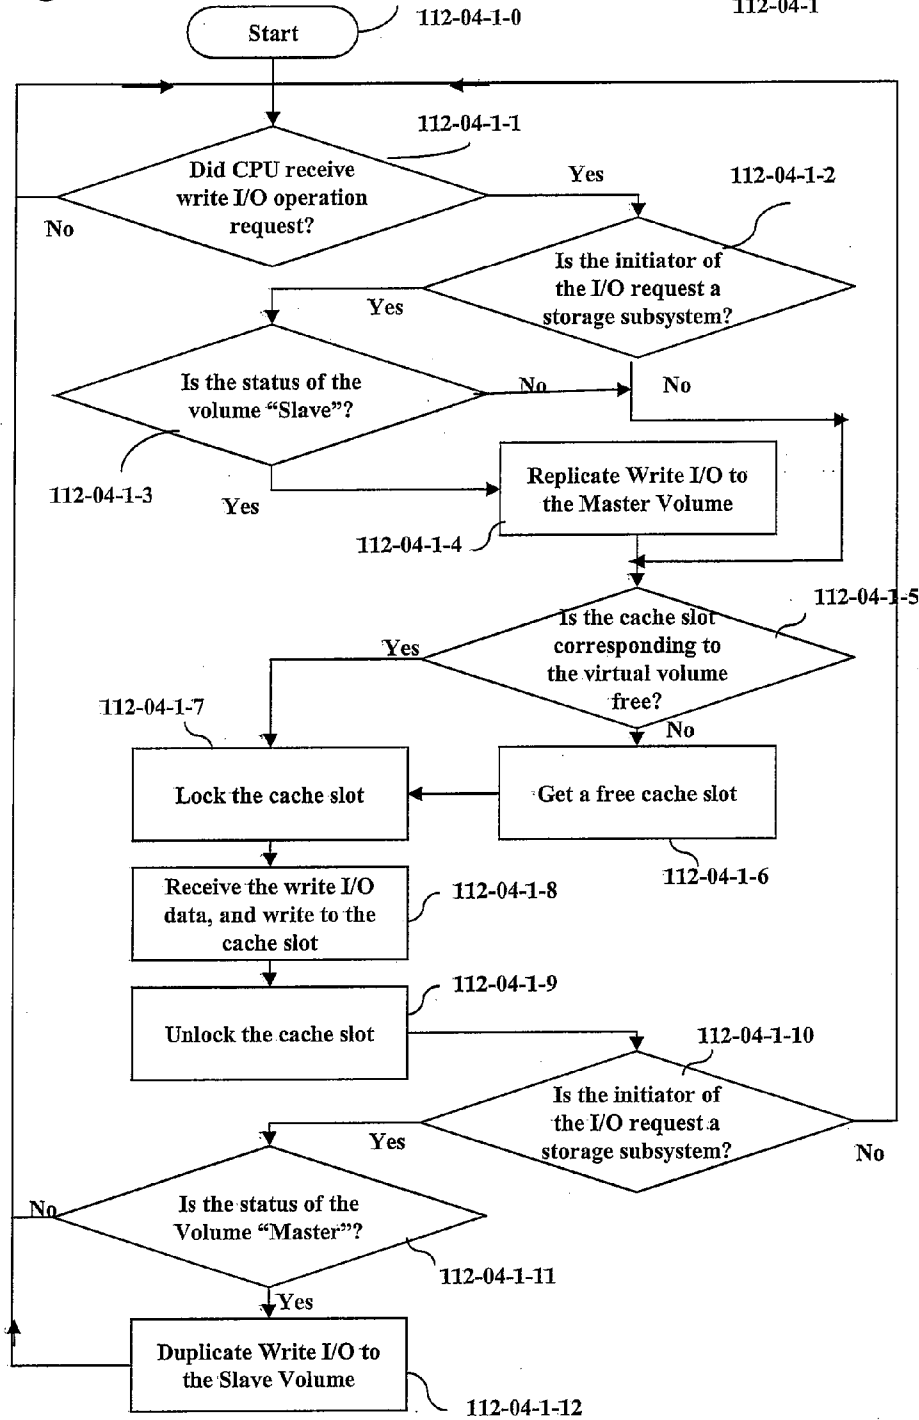 112-04-1-0
112-04-1
Start
112-04-1-1
Did CPU receive
write I/O operation
request?
Yes
112-04-1-2
No
Is the initiator of
the I/O request a
storage subsystem?
Yes
Is the status of the
volume “Slave”?
No
No
112-04-1-3
Yes
Replicate Write I/O to
the Master Volume
112-04-1-4
112-04-1-5
Is the cache slot
corresponding to
the virtual volume
free?
Yes
No
112-04-1-7
Lock the cache slot
Get a free cache slot
112-04-1-6
Receive the write I/O
data, and write to the
cache slot
112-04-1-8
112-04-1-9
Unlock the cache slot
112-04-1-10
Is the initiator of
the I/O request a
storage subsystem?
Yes
No
No
Is the status of the
Volume “Master”?
112-04-1-11
Yes
Duplicate Write I/O to
the Slave Volume
112-04-1-12